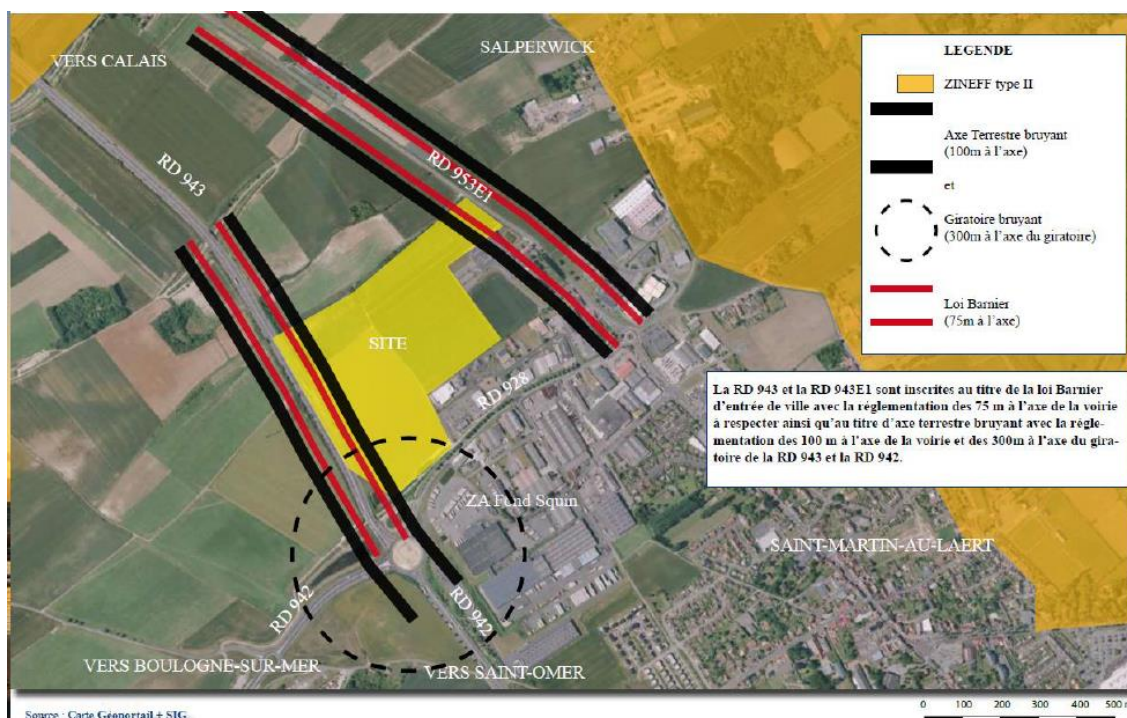 VERS CALAIS
SALPERWICK
RD 943
RD 953E1
SITE
RD 928
ZA Fond Squin
SAINT-MARTIN-AU-LAERT
RD 942
RD 942
VERS BOULOGNE-SUR-MER
VERS SAINT-OMER
LEGENDE
ZINEFF type II
Axe Terrestre bruyant
(100m à l'axe)
et
Giratoire bruyant
(300m à l'axe du giratoire)
Loi Barnier
(75m à l'axe)
La RD 943 et la RD 943E1 sont inscrites au titre de la loi Barnier
d'entrée de ville avec la réglementation des 75 m à l'axe de la voirie
à respecter ainsi qu'au titre d'axe terrestre bruyant avec la régle-
mentation des 100 m à l'axe de la voirie et des 300m à l'axe du gira-
toire de la RD 943 et la RD 942.
Source : Carte Géoportail + SIG
0 100 200 300 400 500 m